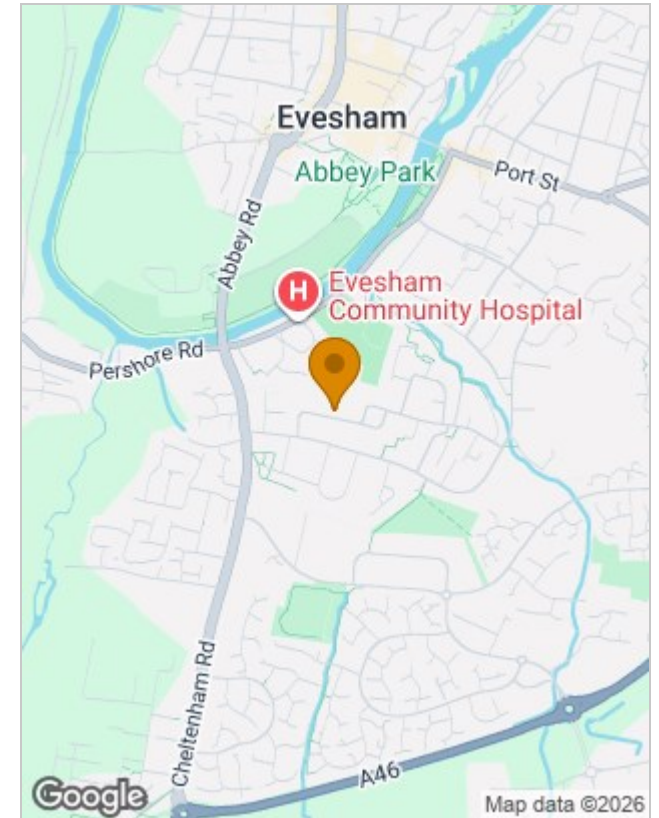 Evesham
Abbey Park
Port St
Abbey Rd
H
Evesham
Community Hospital
Pershore Rd
Cheltenham Rd
A46
Google
Map data ©2026